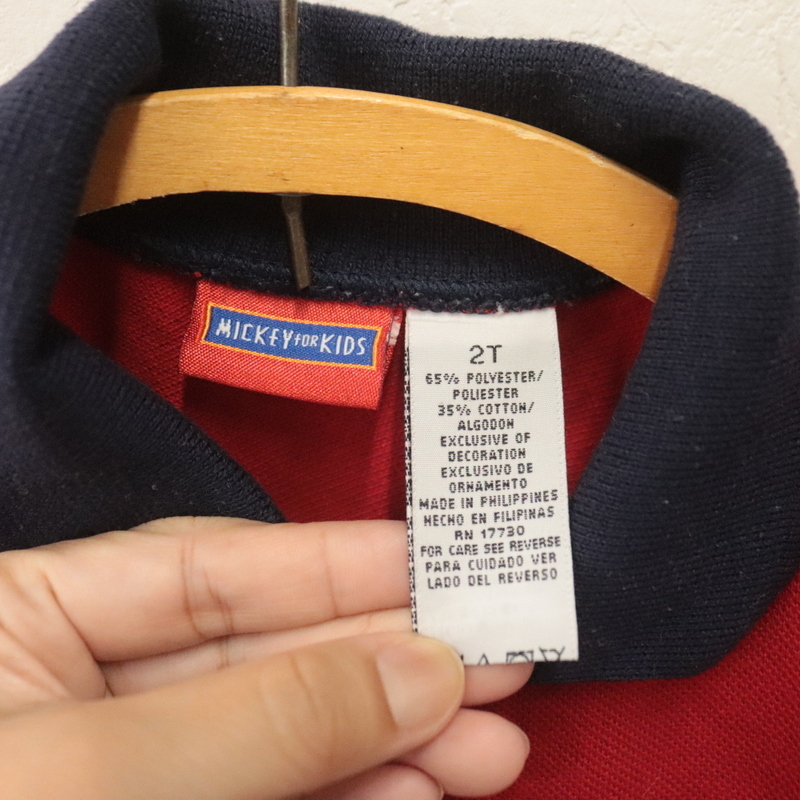 MICKEY FOR KIDS
2T
65% POLYESTER/
POLIESTER
35% COTTON/
ALGODON
EXCLUSIVE OF
DECORATION
EXCLUSIVO DE
ORNAMENTO
MADE IN PHILIPPINES
HECHO EN FILIPINAS
RN 17730
FOR CARE SEE REVERSE
PARA CUIDADO VER
LADO DEL REVERSO